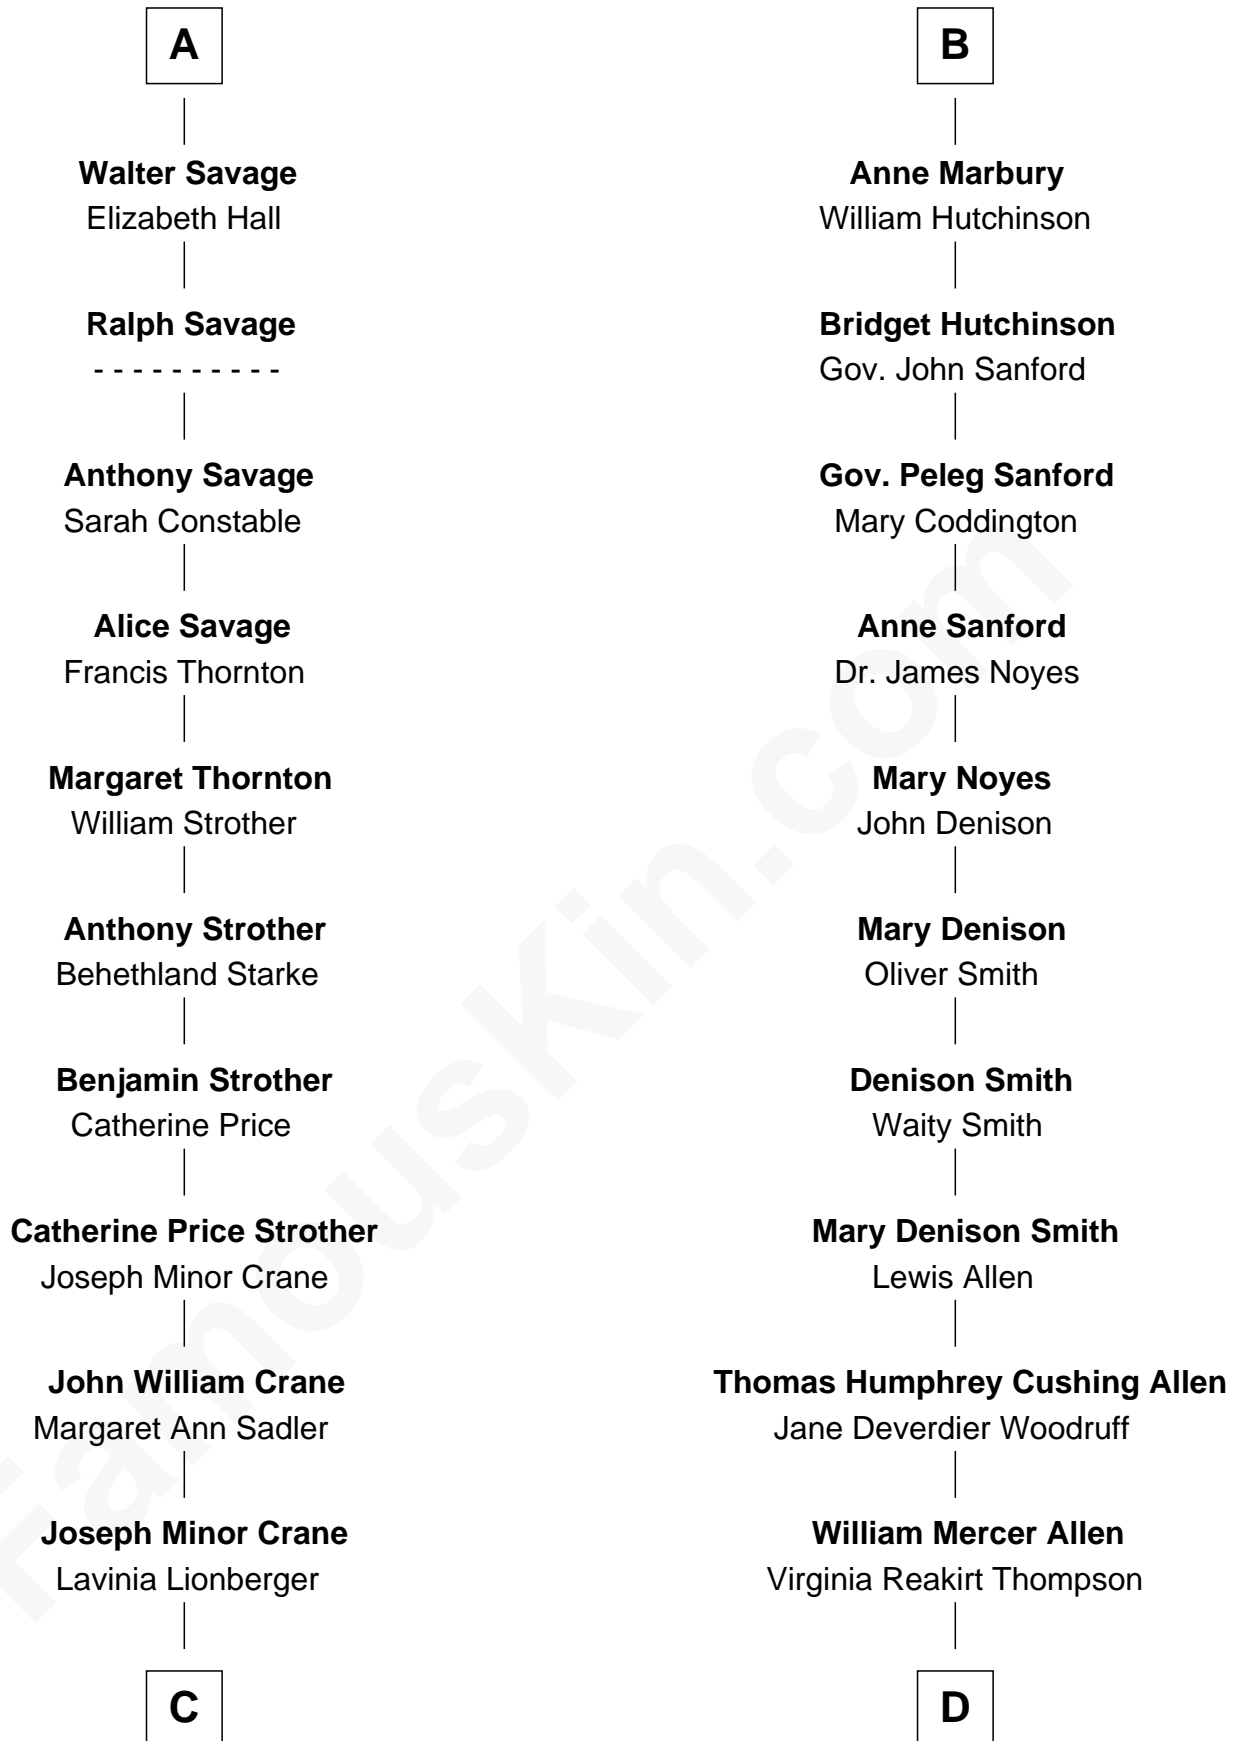 A
Walter Savage
Elizabeth Hall
Ralph Savage
- - - - - - - - - -
Anthony Savage
Sarah Constable
Alice Savage
Francis Thornton
Margaret Thornton
William Strother
Anthony Strother
Behethland Starke
Benjamin Strother
Catherine Price
Catherine Price Strother
Joseph Minor Crane
John William Crane
Margaret Ann Sadler
Joseph Minor Crane
Lavinia Lionberger
C
B
Anne Marbury
William Hutchinson
Bridget Hutchinson
Gov. John Sanford
Gov. Peleg Sanford
Mary Coddington
Anne Sanford
Dr. James Noyes
Mary Noyes
John Denison
Mary Denison
Oliver Smith
Denison Smith
Waity Smith
Mary Denison Smith
Lewis Allen
Thomas Humphrey Cushing Allen
Jane Deverdier Woodruff
William Mercer Allen
Virginia Reakirt Thompson
D
FamousKin.com